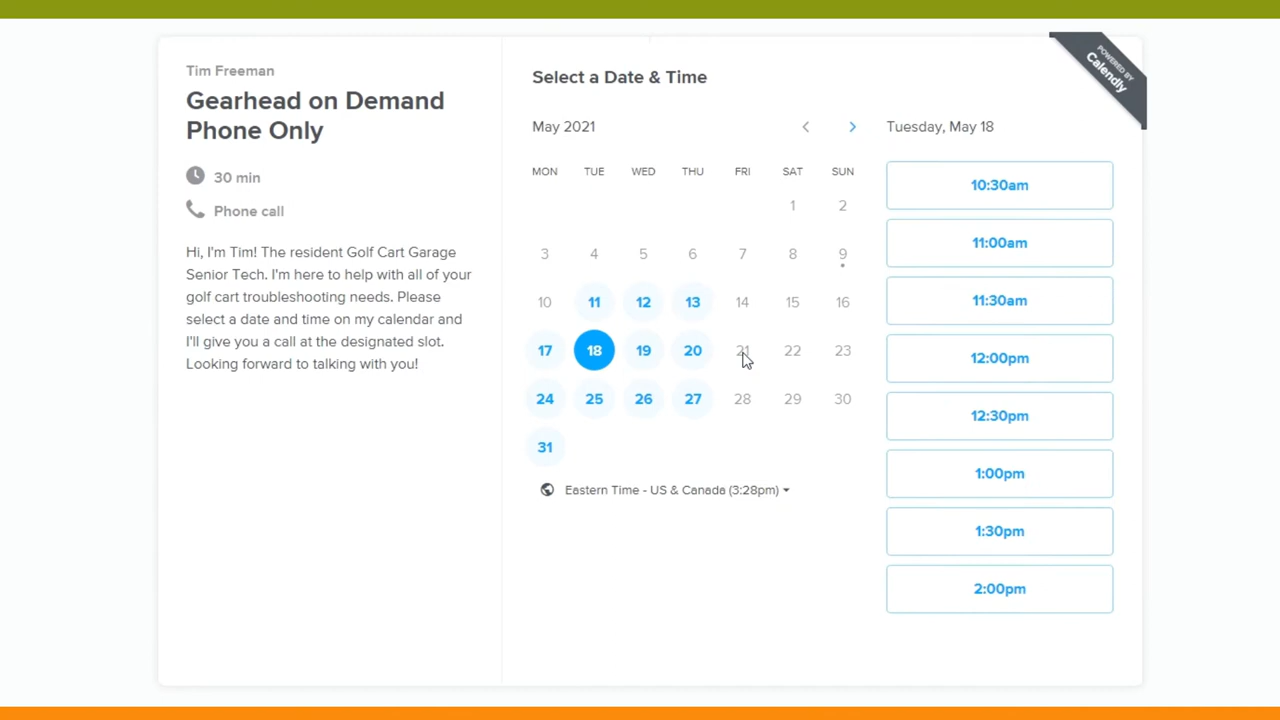 Tim Freeman
Gearhead on Demand
Phone Only
30 min
Phone call
Hi, I'm Tim! The resident Golf Cart Garage
Senior Tech. I'm here to help with all of your
golf cart troubleshooting needs. Please
select a date and time on my calendar and
I'll give you a call at the designated slot.
Looking forward to talking with you!
Select a Date & Time
May 2021
MON TUE WED THU FRI SAT SUN
1 2
3 4 5 6 7 8 9
10 11 12 13 14 15 16
17 18 19 20 21 22 23
24 25 26 27 28 29 30
31
Eastern Time - US & Canada (3:28pm)
POWERED BY
Calendly
Tuesday, May 18
10:30am
11:00am
11:30am
12:00pm
12:30pm
1:00pm
1:30pm
2:00pm